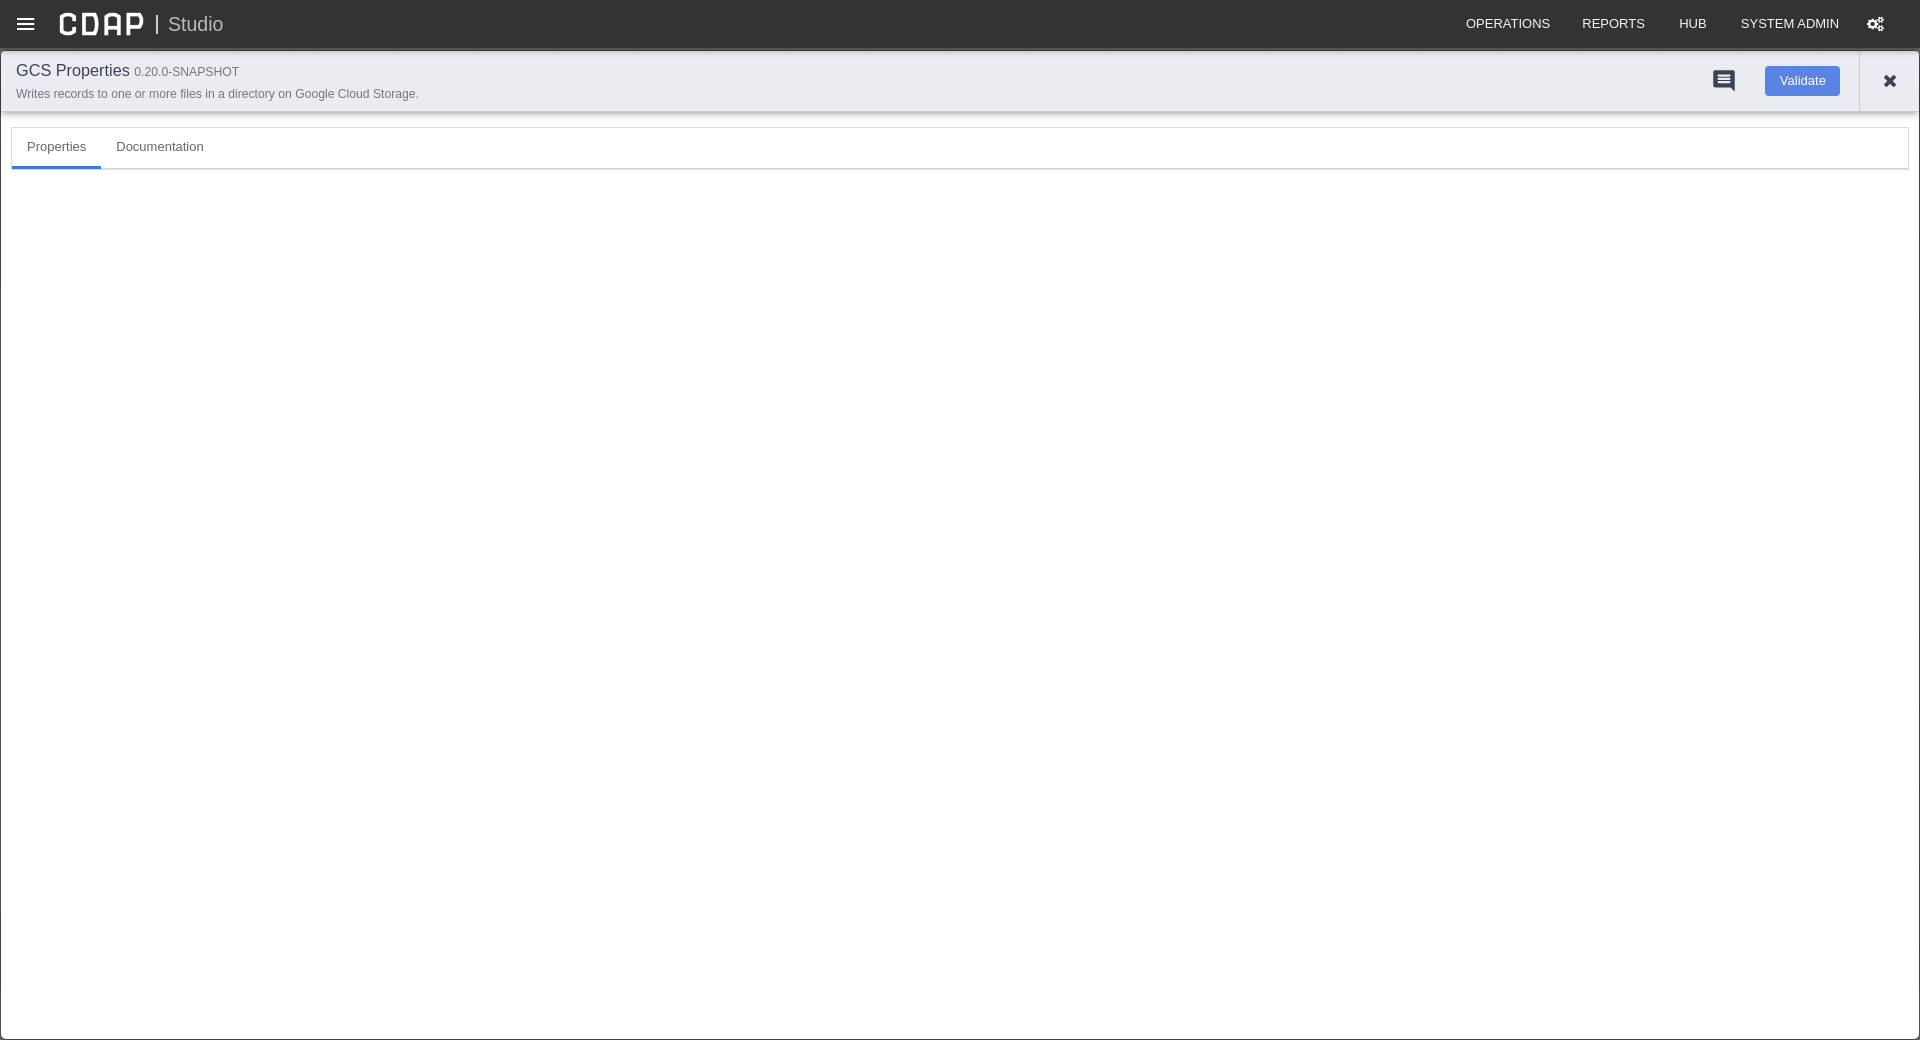 CDAP | Studio
OPERATIONS REPORTS HUB SYSTEM ADMIN
GCS Properties 0.20.0-SNAPSHOT
Writes records to one or more files in a directory on Google Cloud Storage.
Validate
Properties Documentation